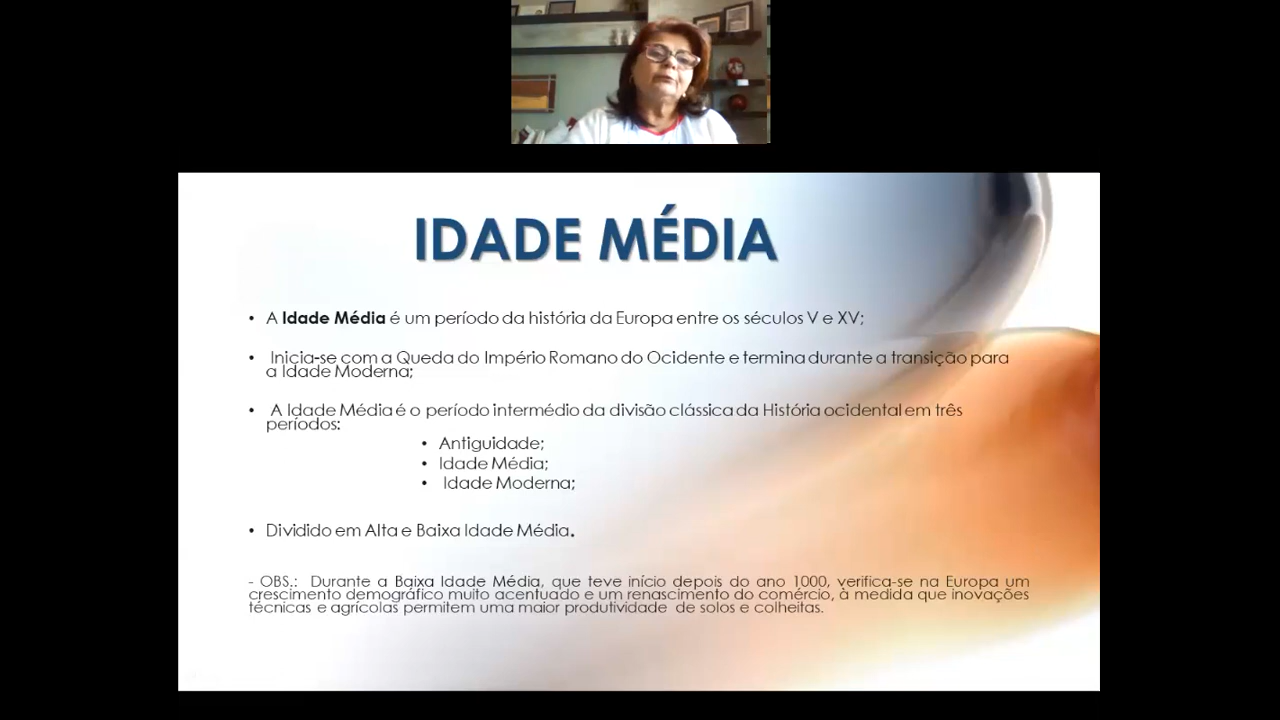 IDADE MÉDIA
• A Idade Média é um período da história da Europa entre os séculos V e XV;
• Inicia-se com a Queda do Império Romano do Ocidente e termina durante a transição para
a Idade Moderna;
• A Idade Média é o período intermédio da divisão clássica da História ocidental em três
períodos:
• Antiguidade;
• Idade Média;
• Idade Moderna;
• Dividido em Alta e Baixa Idade Média.
- OBS.: Durante a Baixa Idade Média, que teve início depois do ano 1000, verifica-se na Europa um
crescimento demográfico muito acentuado e um renascimento do comércio, à medida que inovações
técnicas e agrícolas permitem uma maior produtividade de solos e colheitas.